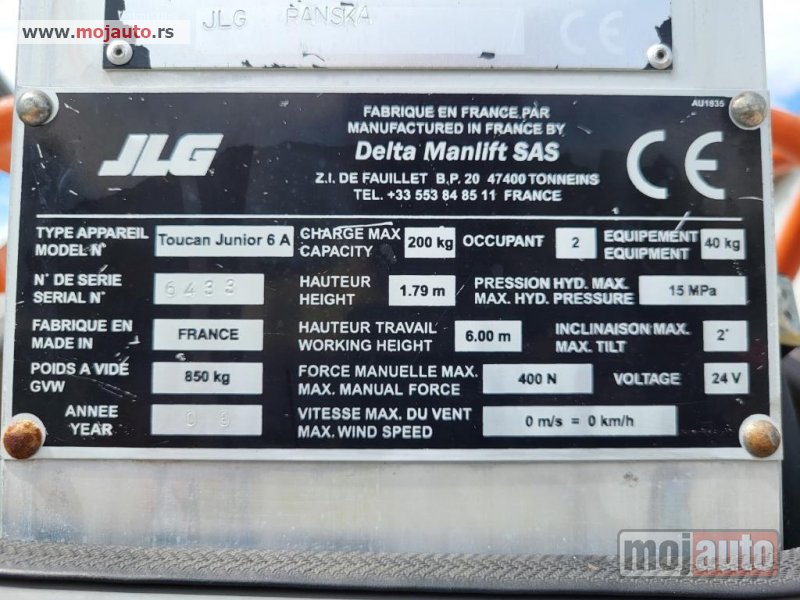 www.mojauto.rs
JLG PANSKA
CE
AU1835
JLG
FABRIQUE EN FRANCE PAR
MANUFACTURED IN FRANCE BY
Delta Manlift SAS
Z.I. DE FAUILLET B.P. 20 47400 TONNEINS
TEL. +33 553 84 85 11 FRANCE
CE
TYPE APPAREIL
MODEL N° Toucan Junior 6 A
CHARGE MAX
CAPACITY 200 kg
OCCUPANT 2
EQUIPEMENT
EQUIPMENT 40 kg
N° DE SERIE
SERIAL N° 6433
HAUTEUR
HEIGHT 1.79 m
PRESSION HYD. MAX.
MAX. HYD. PRESSURE 15 MPa
FABRIQUE EN
MADE IN FRANCE
HAUTEUR TRAVAIL
WORKING HEIGHT 6.00 m
INCLINAISON MAX.
MAX. TILT 2°
POIDS A VIDE
GVW 850 kg
FORCE MANUELLE MAX.
MAX. MANUAL FORCE 400 N
VOLTAGE 24 V
ANNEE
YEAR 09
VITESSE MAX. DU VENT
MAX. WIND SPEED 0 m/s = 0 km/h
mojauto